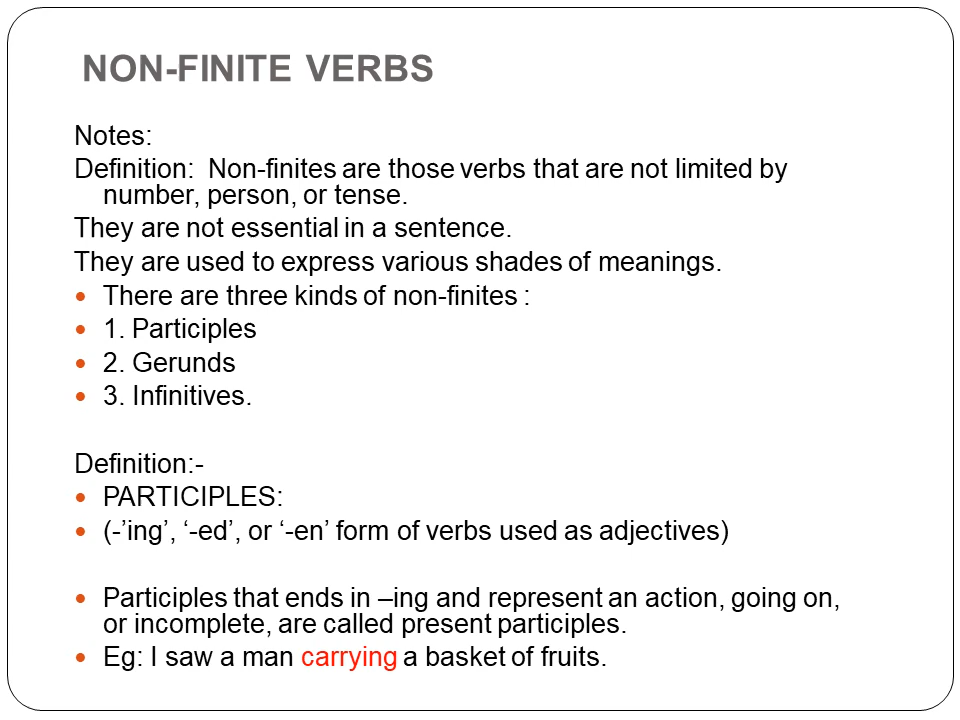 NON-FINITE VERBS
Notes:
Definition:  Non-finites are those verbs that are not limited by
number, person, or tense.
They are not essential in a sentence.
They are used to express various shades of meanings.
• There are three kinds of non-finites :
• 1. Participles
• 2. Gerunds
• 3. Infinitives.
Definition:-
• PARTICIPLES:
• (-’ing’, ‘-ed’, or ‘-en’ form of verbs used as adjectives)
• Participles that ends in –ing and represent an action, going on,
or incomplete, are called present participles.
• Eg: I saw a man carrying a basket of fruits.